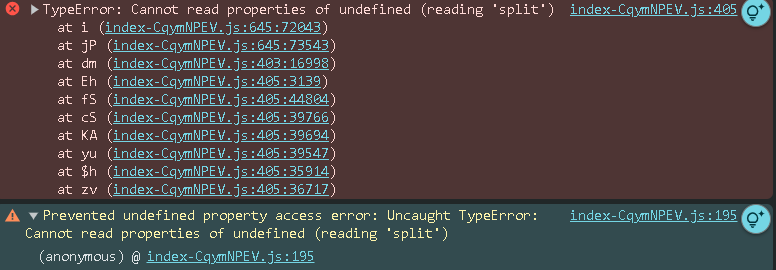 TypeError: Cannot read properties of undefined (reading 'split') index-CqymNPEV.js:405
at i (index-CqymNPEV.js:645:72043)
at jP (index-CqymNPEV.js:645:73543)
at dm (index-CqymNPEV.js:403:16998)
at Eh (index-CqymNPEV.js:405:3139)
at fS (index-CqymNPEV.js:405:44804)
at cS (index-CqymNPEV.js:405:39766)
at KA (index-CqymNPEV.js:405:39694)
at yu (index-CqymNPEV.js:405:39547)
at $h (index-CqymNPEV.js:405:35914)
at zv (index-CqymNPEV.js:405:36717)
Prevented undefined property access error: Uncaught TypeError: index-CqymNPEV.js:195
Cannot read properties of undefined (reading 'split')
(anonymous) @ index-CqymNPEV.js:195